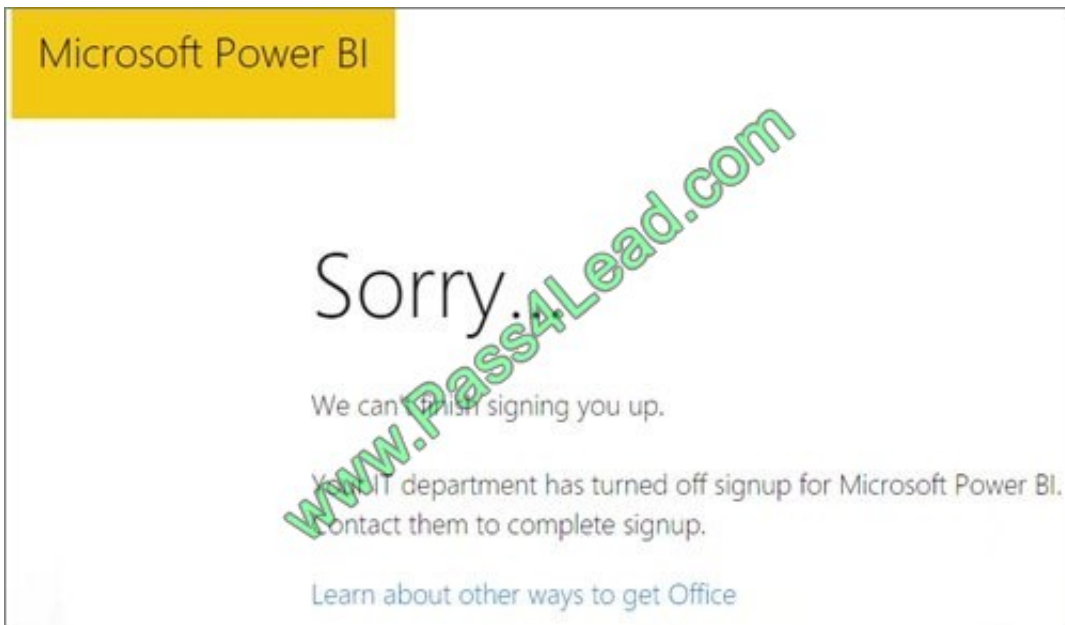 Microsoft Power BI
Sorry...
We can't finish signing you up.
Your IT department has turned off signup for Microsoft Power BI.
Contact them to complete signup.
Learn about other ways to get Office
www.Pass4Lead.com